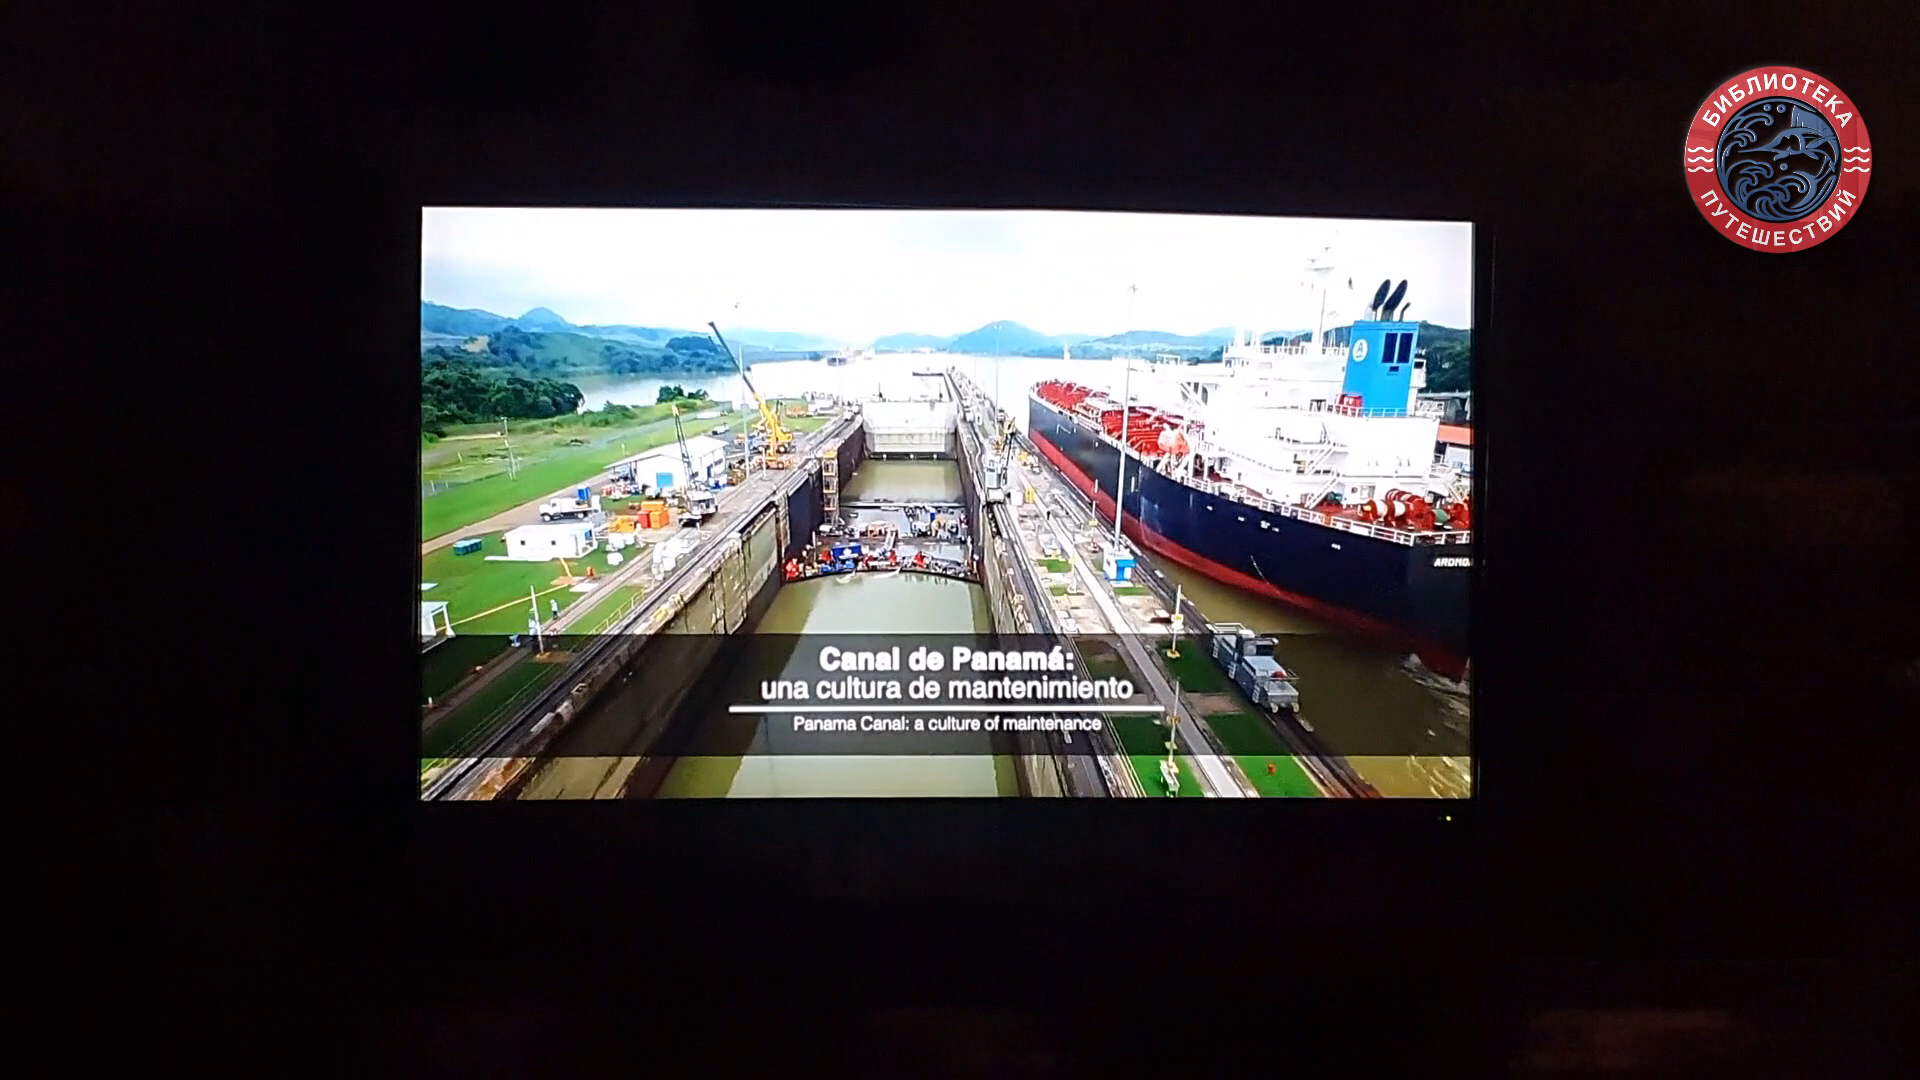 БИБЛИОТЕКА
ПУТЕШЕСТВИЙ
Canal de Panamá:
una cultura de mantenimiento
Panama Canal: a culture of maintenance